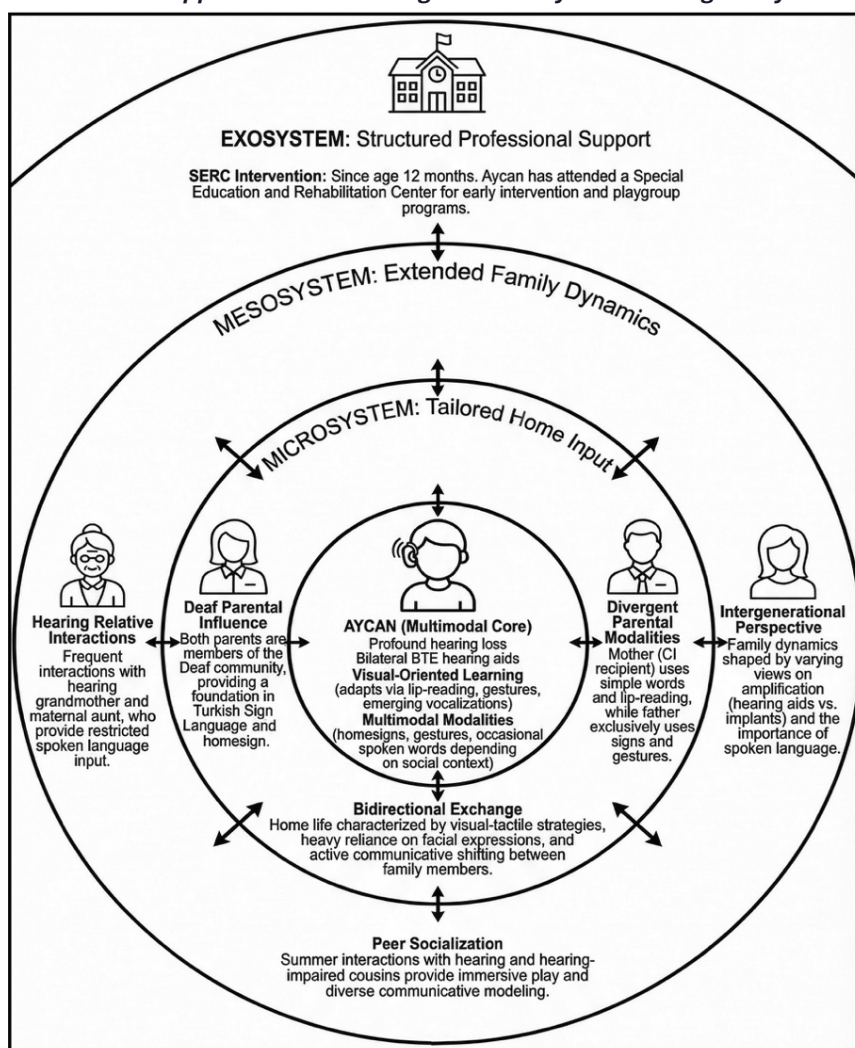 EXOSYSTEM: Structured Professional Support
SERC Intervention: Since age 12 months. Aycan has attended a Special
Education and Rehabilitation Center for early intervention and playgroup
programs.
MESOSYSTEM: Extended Family Dynamics
MICROSYSTEM: Tailored Home Input
Hearing Relative
Interactions
Frequent
interactions with
hearing
grandmother and
maternal aunt, who
provide restricted
spoken language
input.
Deaf Parental
Influence
Both parents are
members of the
Deaf community,
providing a
foundation in
Turkish Sign
Language and
homesign.
AYCAN (Multimodal Core)
Profound hearing loss
Bilateral BTE hearing aids
Visual-Oriented Learning
(adapts via lip-reading, gestures,
emerging vocalizations)
Multimodal Modalities
(homesigns, gestures, occasional
spoken words depending
on social context)
Divergent
Parental
Modalities
Mother (CI
recipient) uses
simple words
and lip-reading,
while father
exclusively uses
signs and
gestures.
Intergenerational
Perspective
Family dynamics
shaped by varying
views on
amplification
(hearing aids vs.
implants) and the
importance of
spoken language.
Bidirectional Exchange
Home life characterized by visual-tactile strategies,
heavy reliance on facial expressions, and
active communicative shifting between
family members.
Peer Socialization
Summer interactions with hearing and hearing-
impaired cousins provide immersive play and
diverse communicative modeling.